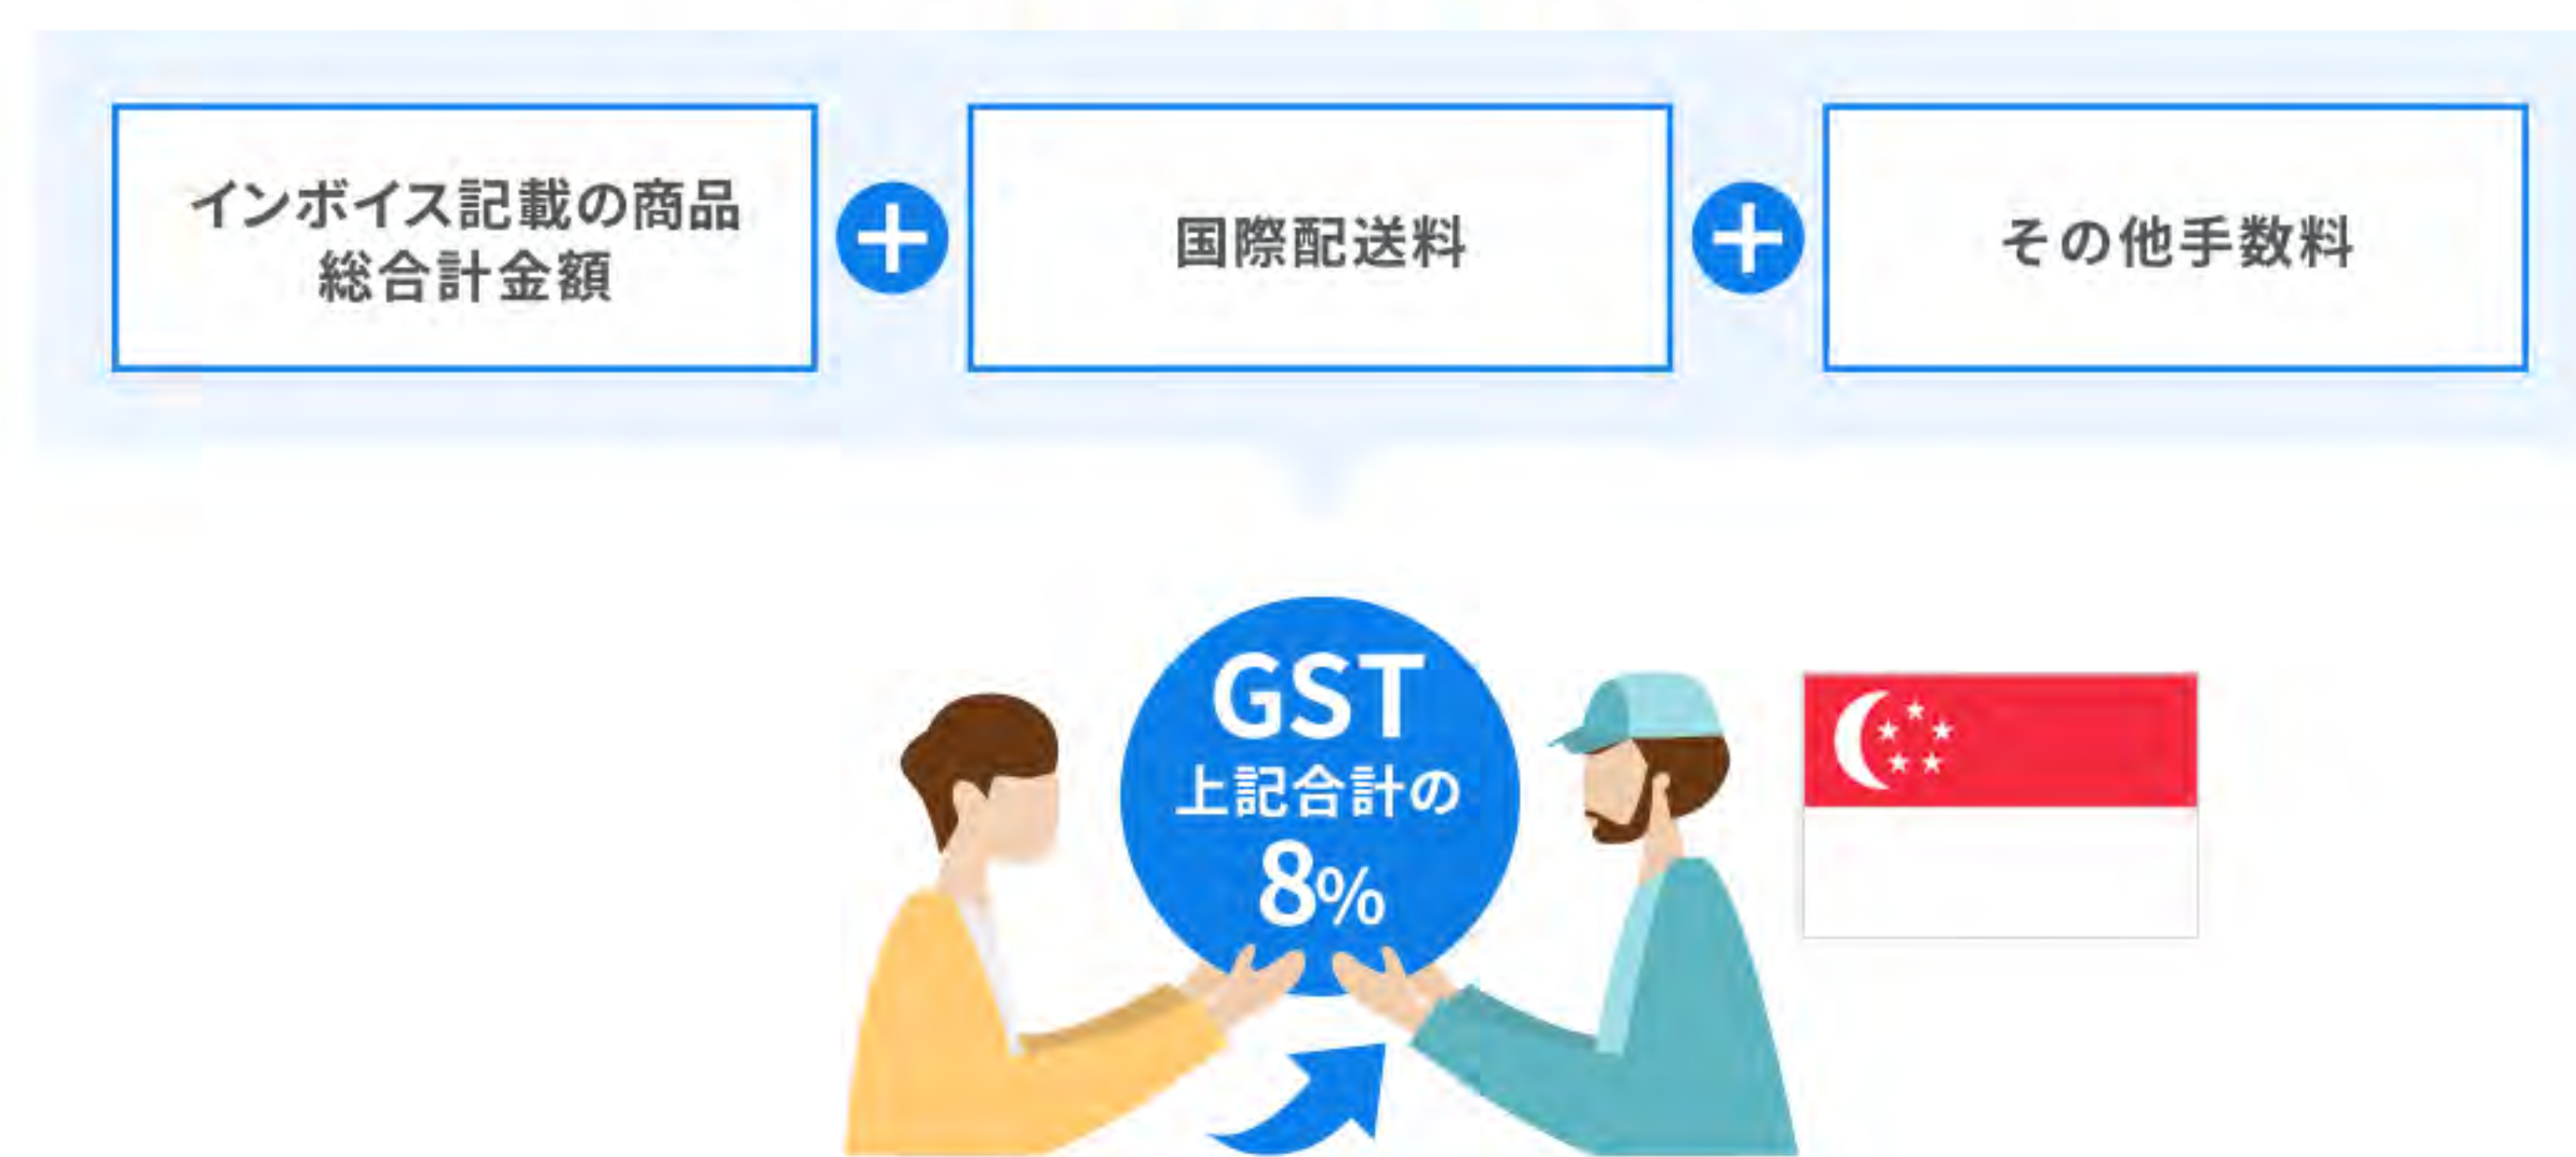 インボイス記載の商品
総合計金額
国際配送料
その他手数料
GST
上記合計の
8%